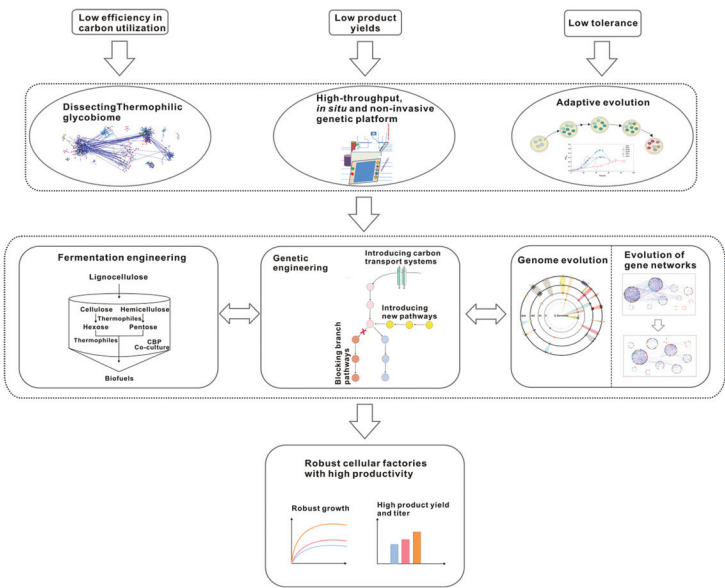 Low efficiency in
carbon utilization
Low product
yields
Low tolerance
DissectingThermophilic
glycobiome
High-throughput,
in situ and non-invasive
genetic platform
Adaptive evolution
Fermentation engineering
Lignocellulose
Cellulose Hemicellulose
Thermophiles
Hexose Pentose
Thermophiles
CBP
Co-culture
Biofuels
Genetic
engineering
Introducing carbon
transport systems
Introducing
new pathways
Blocking branch
pathways
Genome evolution
Evolution of
gene networks
Robust cellular factories
with high productivity
Robust growth
High product yield
and titer